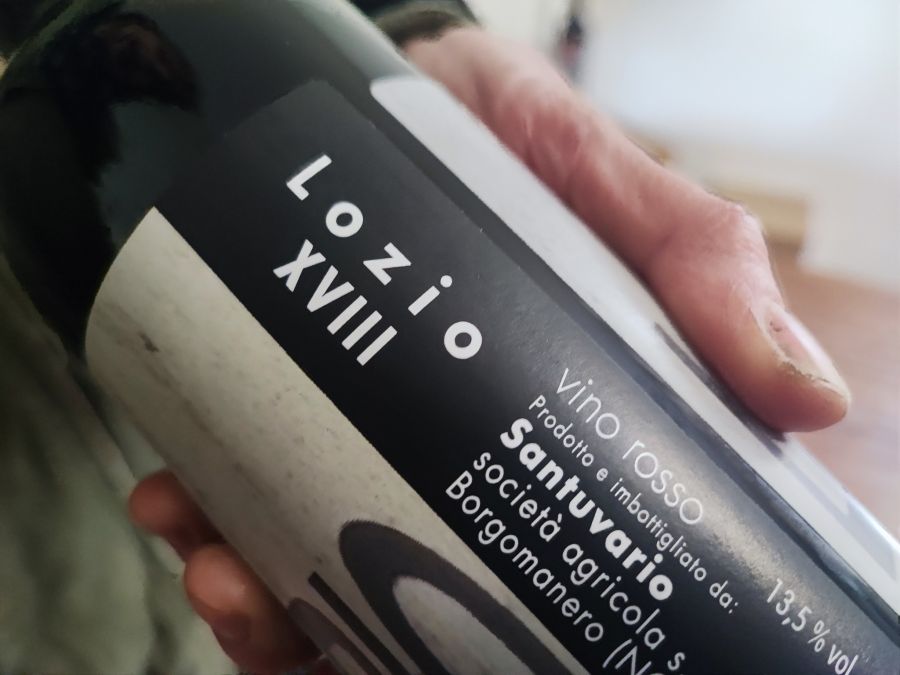 Lozio
XVIII
vino rosso
Prodotto e imbottigliato da:
Santuvario
società agricola s
Borgomanero (N
13,5 % vol